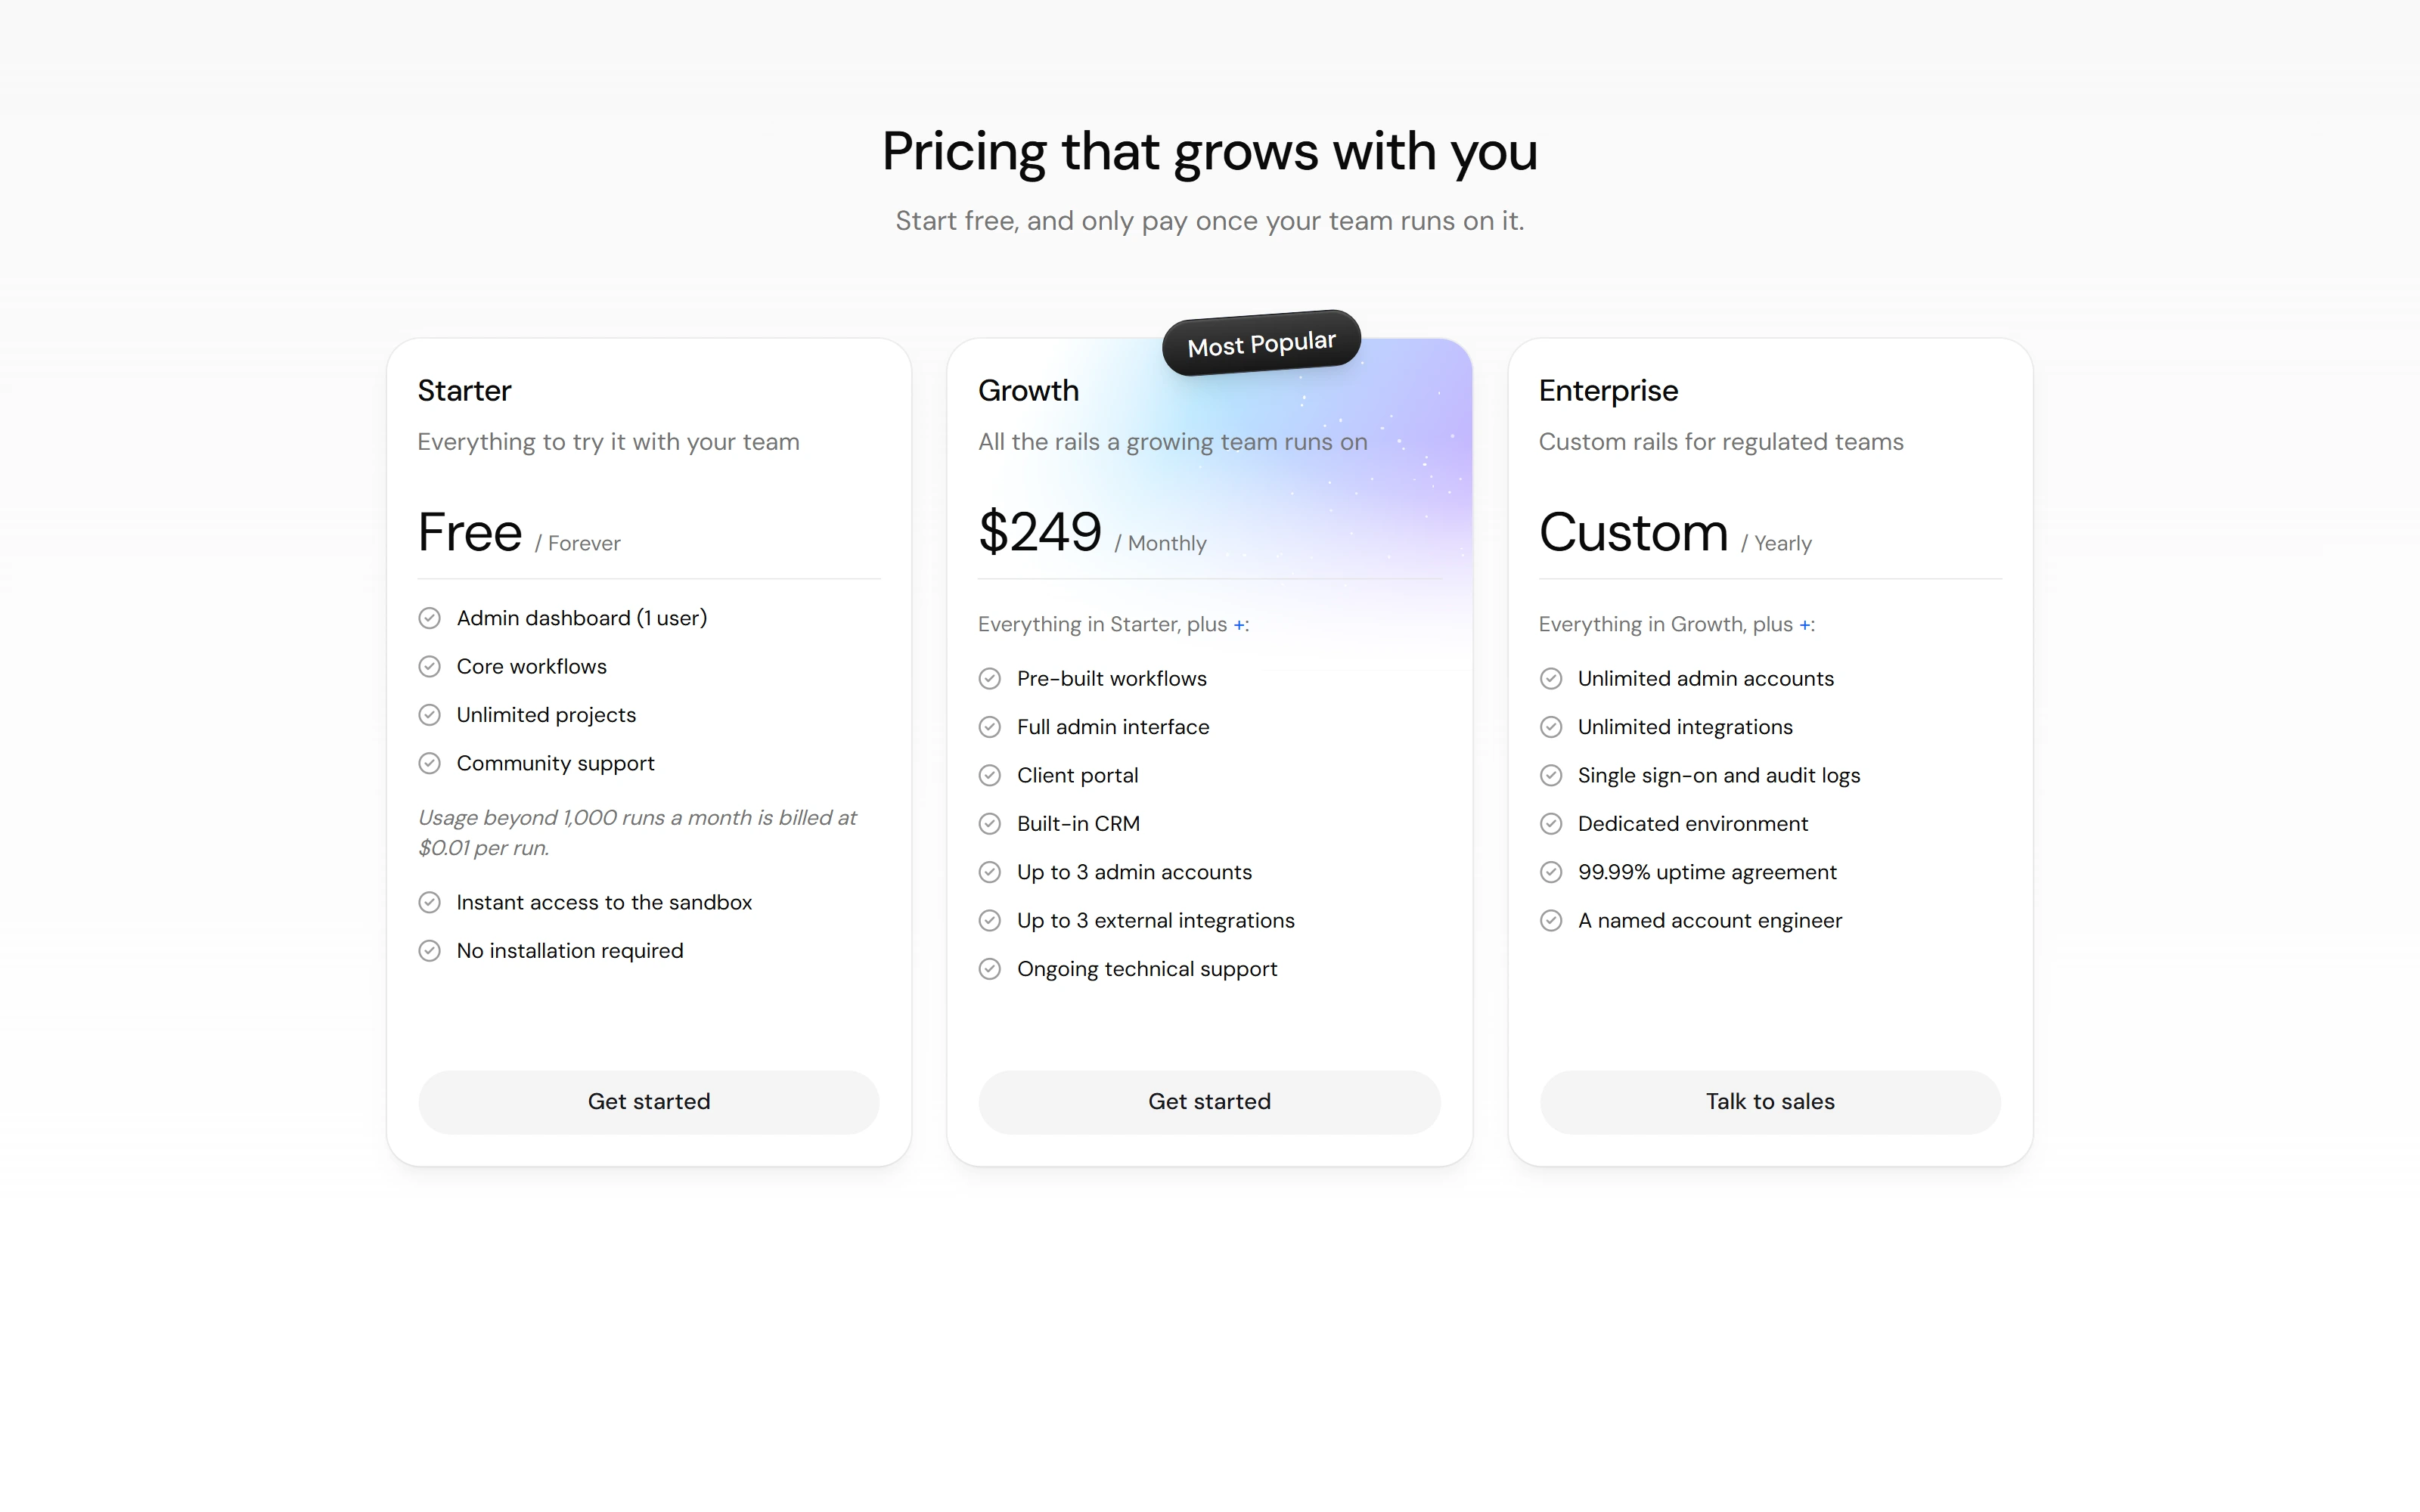 Pricing that grows with you
Start free, and only pay once your team runs on it.
Starter
Everything to try it with your team
Free / Forever
Admin dashboard (1 user)
Core workflows
Unlimited projects
Community support
Usage beyond 1,000 runs a month is billed at
$0.01 per run.
Instant access to the sandbox
No installation required
Get started
Most Popular
Growth
All the rails a growing team runs on
$249 / Monthly
Everything in Starter, plus +:
Pre-built workflows
Full admin interface
Client portal
Built-in CRM
Up to 3 admin accounts
Up to 3 external integrations
Ongoing technical support
Get started
Enterprise
Custom rails for regulated teams
Custom / Yearly
Everything in Growth, plus +:
Unlimited admin accounts
Unlimited integrations
Single sign-on and audit logs
Dedicated environment
99.99% uptime agreement
A named account engineer
Talk to sales